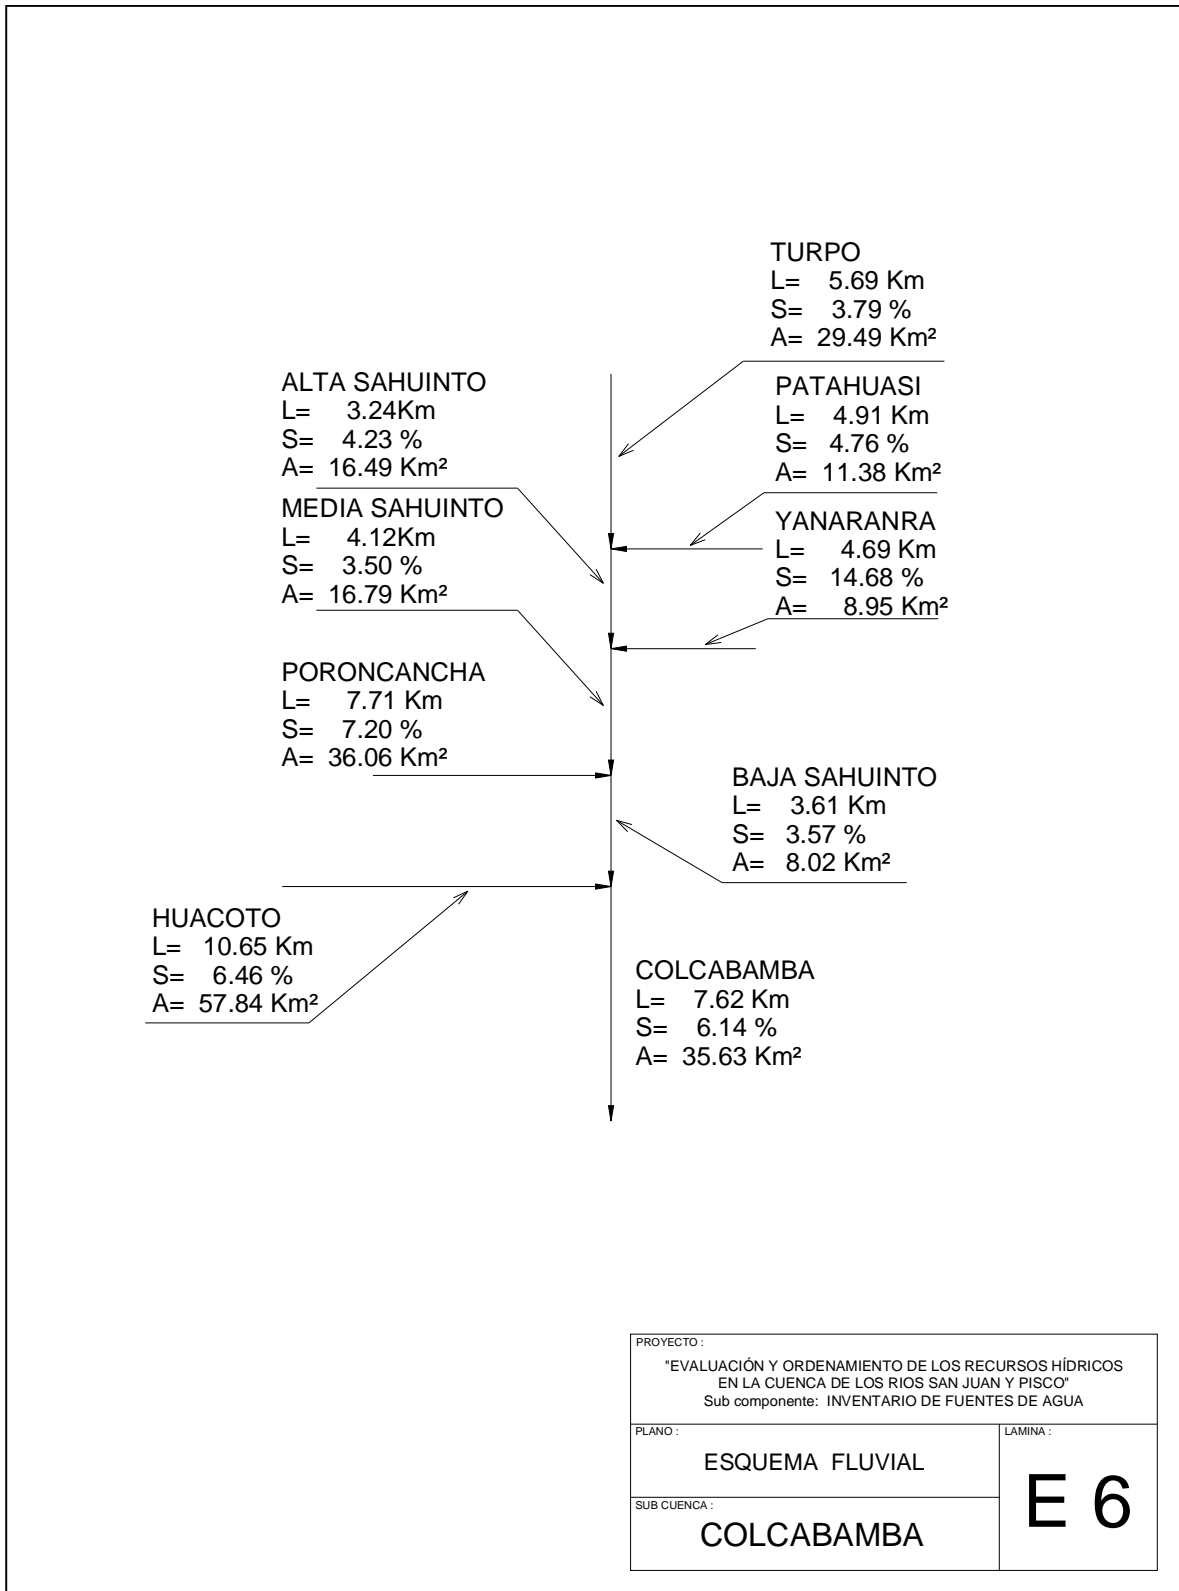 TURPO
L= 5.69 Km
S= 3.79 %
A= 29.49 Km²
ALTA SAHUINTO
L= 3.24Km
S= 4.23 %
A= 16.49 Km²
PATAHUASI
L= 4.91 Km
S= 4.76 %
A= 11.38 Km²
MEDIA SAHUINTO
L= 4.12Km
S= 3.50 %
A= 16.79 Km²
YANARANRA
L= 4.69 Km
S= 14.68 %
A= 8.95 Km²
PORONCANCHA
L= 7.71 Km
S= 7.20 %
A= 36.06 Km²
BAJA SAHUINTO
L= 3.61 Km
S= 3.57 %
A= 8.02 Km²
HUACOTO
L= 10.65 Km
S= 6.46 %
A= 57.84 Km²
COLCABAMBA
L= 7.62 Km
S= 6.14 %
A= 35.63 Km²
PROYECTO :
"EVALUACIÓN Y ORDENAMIENTO DE LOS RECURSOS HÍDRICOS
EN LA CUENCA DE LOS RIOS SAN JUAN Y PISCO"
Sub componente: INVENTARIO DE FUENTES DE AGUA
PLANO :
ESQUEMA FLUVIAL
LAMINA :
E 6
SUB CUENCA :
COLCABAMBA